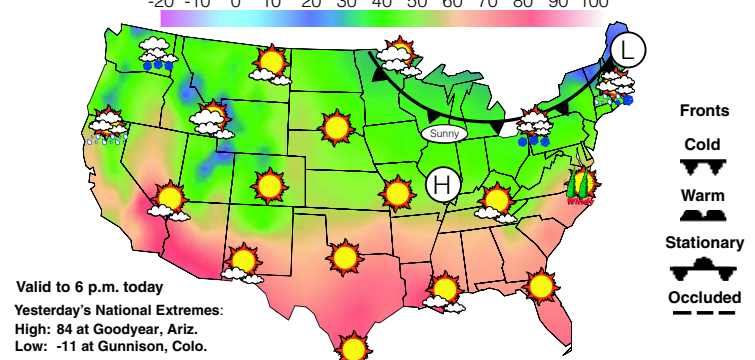 -20 -10 0 10 20 30 40 50 60 70 80 90 100
L
Sunny
H
Windy
Fronts
Cold
Warm
Stationary
Occluded
Valid to 6 p.m. today
Yesterday's National Extremes:
High: 84 at Goodyear, Ariz.
Low: -11 at Gunnison, Colo.